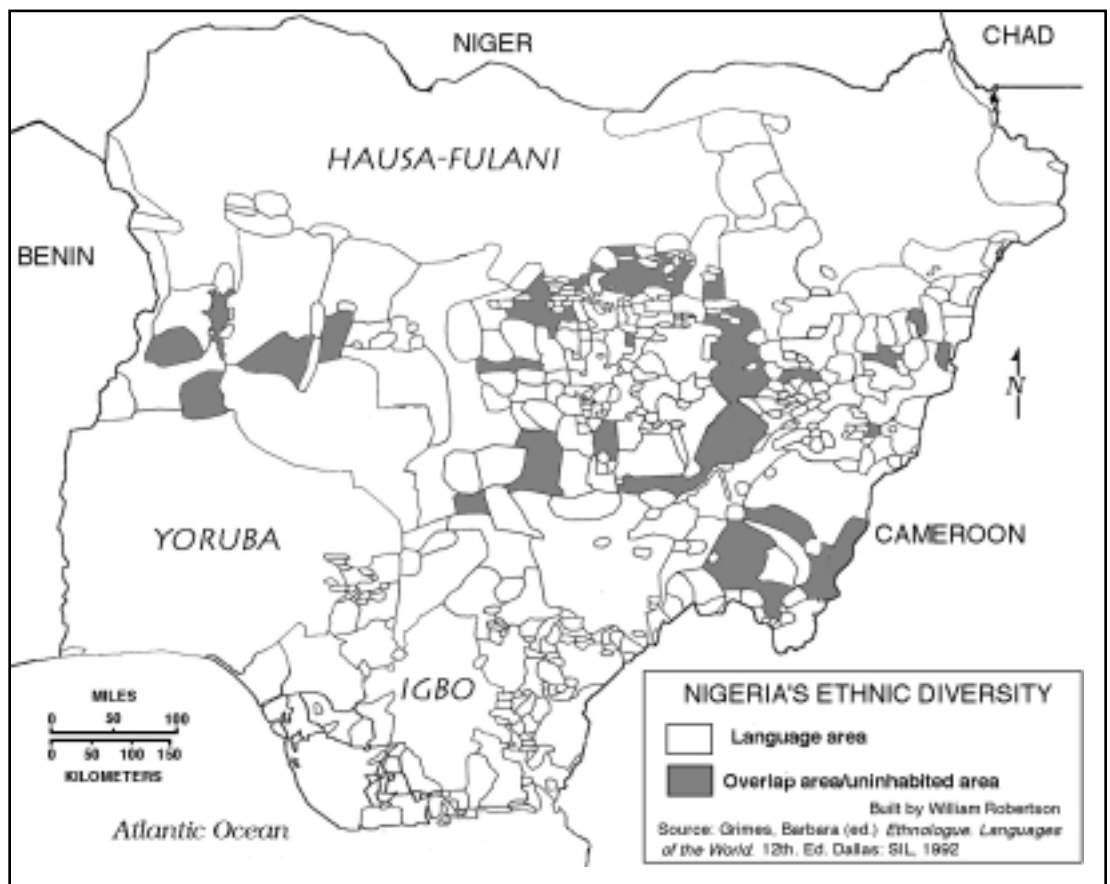 NIGER
CHAD
HAUSA-FULANI
BENIN
N
YORUBA
CAMEROON
IGBO
MILES
0 50 100
0 50 100 150
KILOMETERS
Atlantic Ocean
NIGERIA'S ETHNIC DIVERSITY
Language area
Overlap area/uninhabited area
Built by William Robertson
Source: Grimes, Barbara (ed.) Ethnologue. Languages
of the World. 12th. Ed. Dallas: SIL, 1992